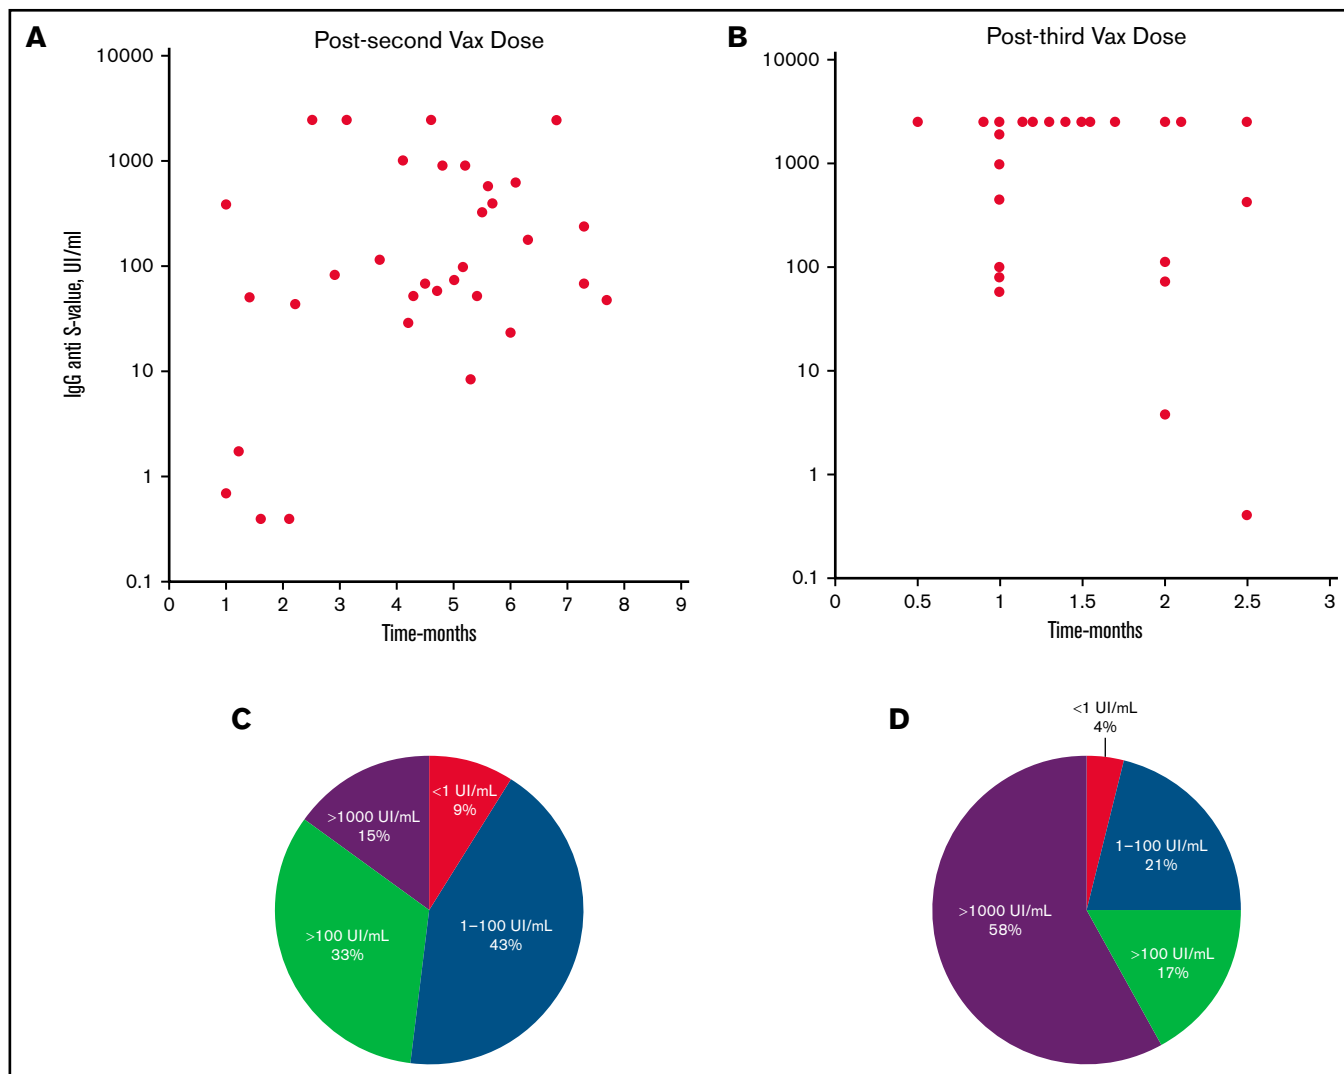 A
Post-second Vax Dose
IgG anti S-value, UI/ml
10000
1000
100
10
1
0.1
0 1 2 3 4 5 6 7 8 9
Time-months
B
Post-third Vax Dose
10000
1000
100
10
1
0.1
0 0.5 1 1.5 2 2.5 3
Time-months
C
<1 UI/mL
9%
>1000 UI/mL
15%
1–100 UI/mL
43%
>100 UI/mL
33%
D
<1 UI/mL
4%
1–100 UI/mL
21%
>1000 UI/mL
58%
>100 UI/mL
17%